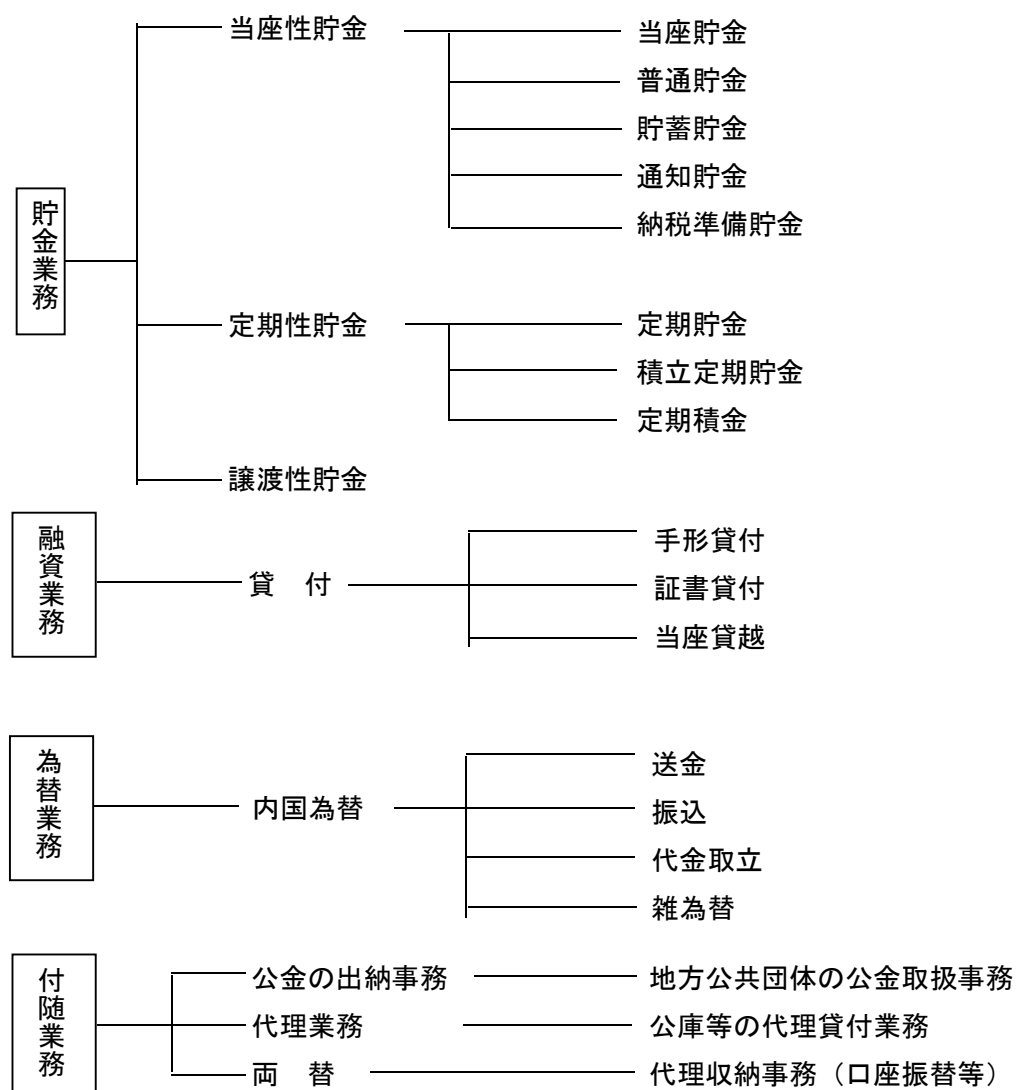 貯金業務
当座性貯金
当座貯金
普通貯金
貯蓄貯金
通知貯金
納税準備貯金
定期性貯金
定期貯金
積立定期貯金
定期積金
譲渡性貯金
融資業務
貸　付
手形貸付
証書貸付
当座貸越
為替業務
内国為替
送金
振込
代金取立
雑為替
付随業務
公金の出納事務
地方公共団体の公金取扱事務
代理業務
公庫等の代理貸付業務
両　替
代理収納事務（口座振替等）